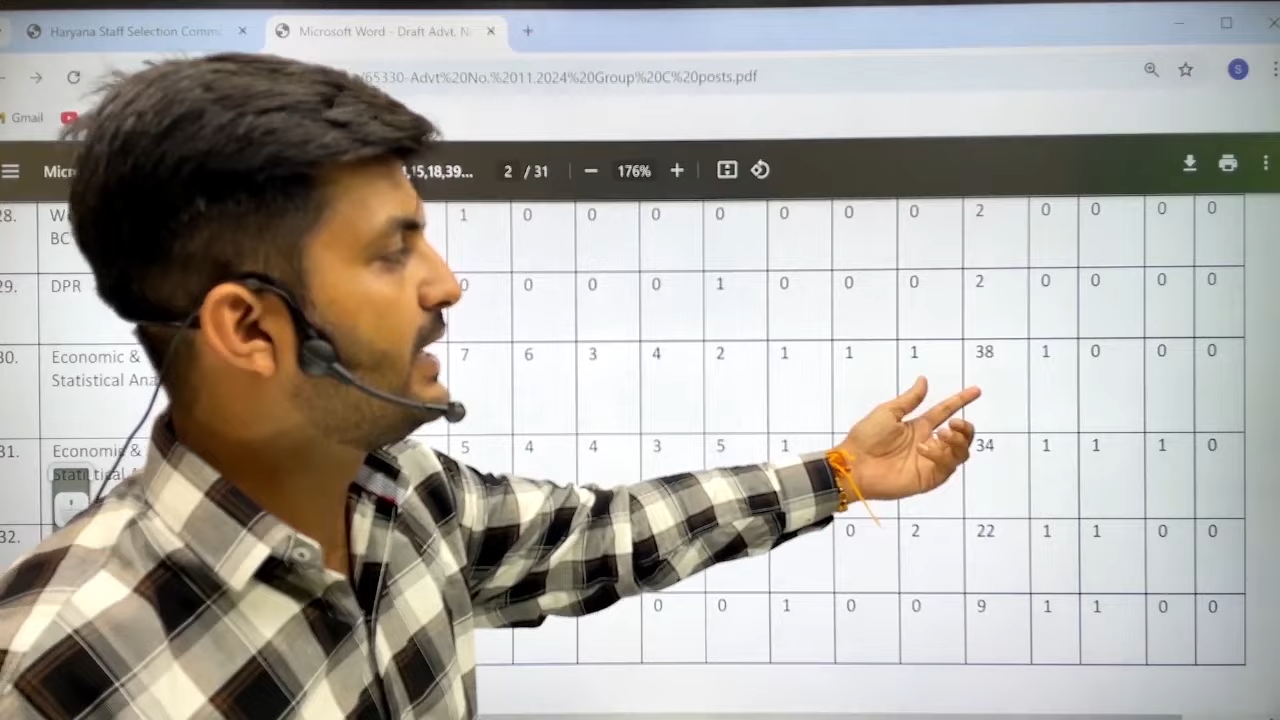 Haryana Staff Selection Commi
Microsoft Word - Draft Advt. N
/65330-Advt%20No.%2011.2024%20Group%20C%20posts.pdf
S
Gmail
Micr
,15,18,39...
2 / 31
176%
28. 1 0 0 0 0 0 0 0 2 0 0 0 0
BC
29. DPR 0 0 0 0 1 0 0 0 2 0 0 0 0
30. Economic & 7 6 3 4 2 1 1 1 38 1 0 0 0
Statistical Ana
31. Economic & 5 4 4 3 5 1 34 1 1 1 0
32. 0 2 22 1 1 0 0
0 0 1 0 0 9 1 1 0 0